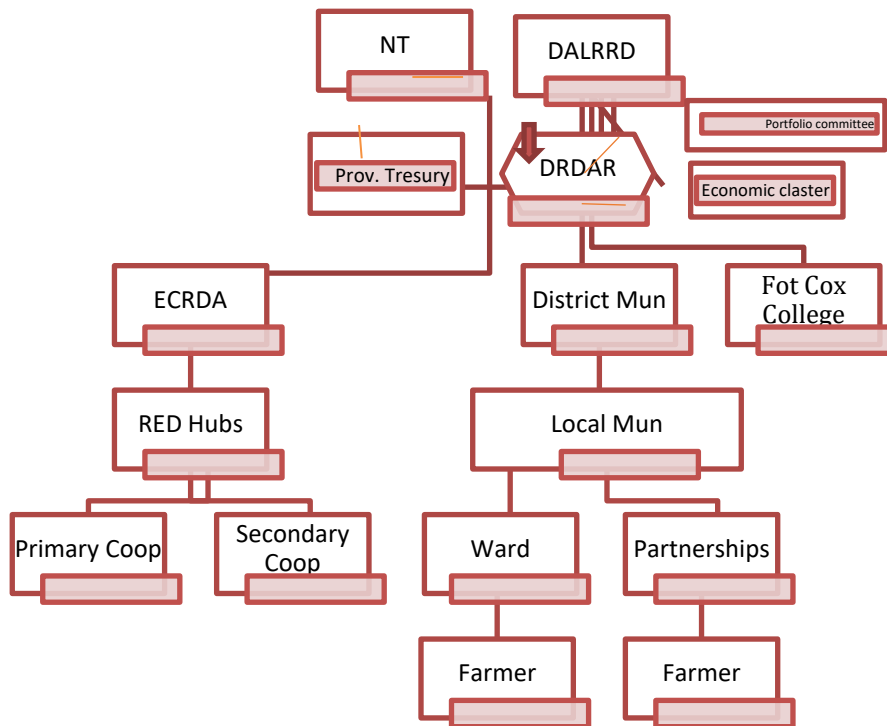 NT
DALRRD
Portfolio committee
Prov. Tresury
DRDAR
Economic claster
ECRDA
District Mun
Fot Cox
College
RED Hubs
Local Mun
Primary Coop
Secondary
Coop
Ward
Partnerships
Farmer
Farmer